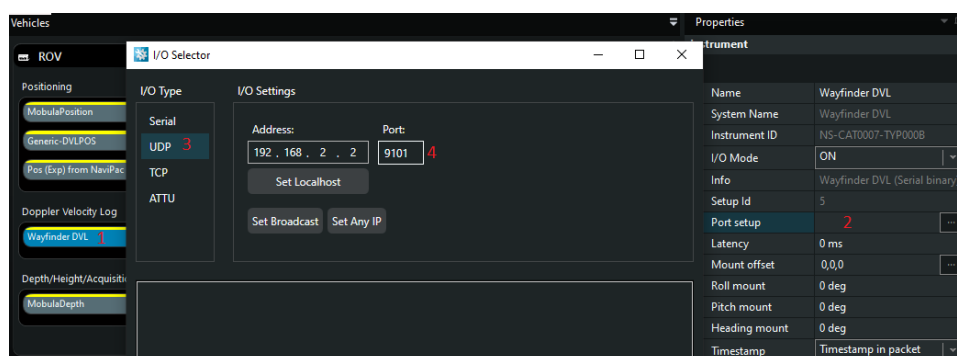 Vehicles
Properties
ROV
I/O Selector
strument
Positioning
I/O Type
I/O Settings
MobulaPosition
Name
Wayfinder DVL
Serial
Address:
Port:
System Name
Wayfinder DVL
Generic-DVLPOS
UDP 3
192 . 168 . 2 . 2
9101 4
Instrument ID
NS-CAT0007-TYP000B
I/O Mode
ON
Pos (Exp) from NaviPac
TCP
Set Localhost
Info
Wayfinder DVL (Serial binary
ATTU
Setup Id
5
Doppler Velocity Log
Set Broadcast
Set Any IP
Port setup
2
...
Wayfinder DVL 1
Latency
0 ms
Mount offset
0,0,0
...
Depth/Height/Acquisiti
Roll mount
0 deg
MobulaDepth
Pitch mount
0 deg
Heading mount
0 deg
Timestamp
Timestamp in packet